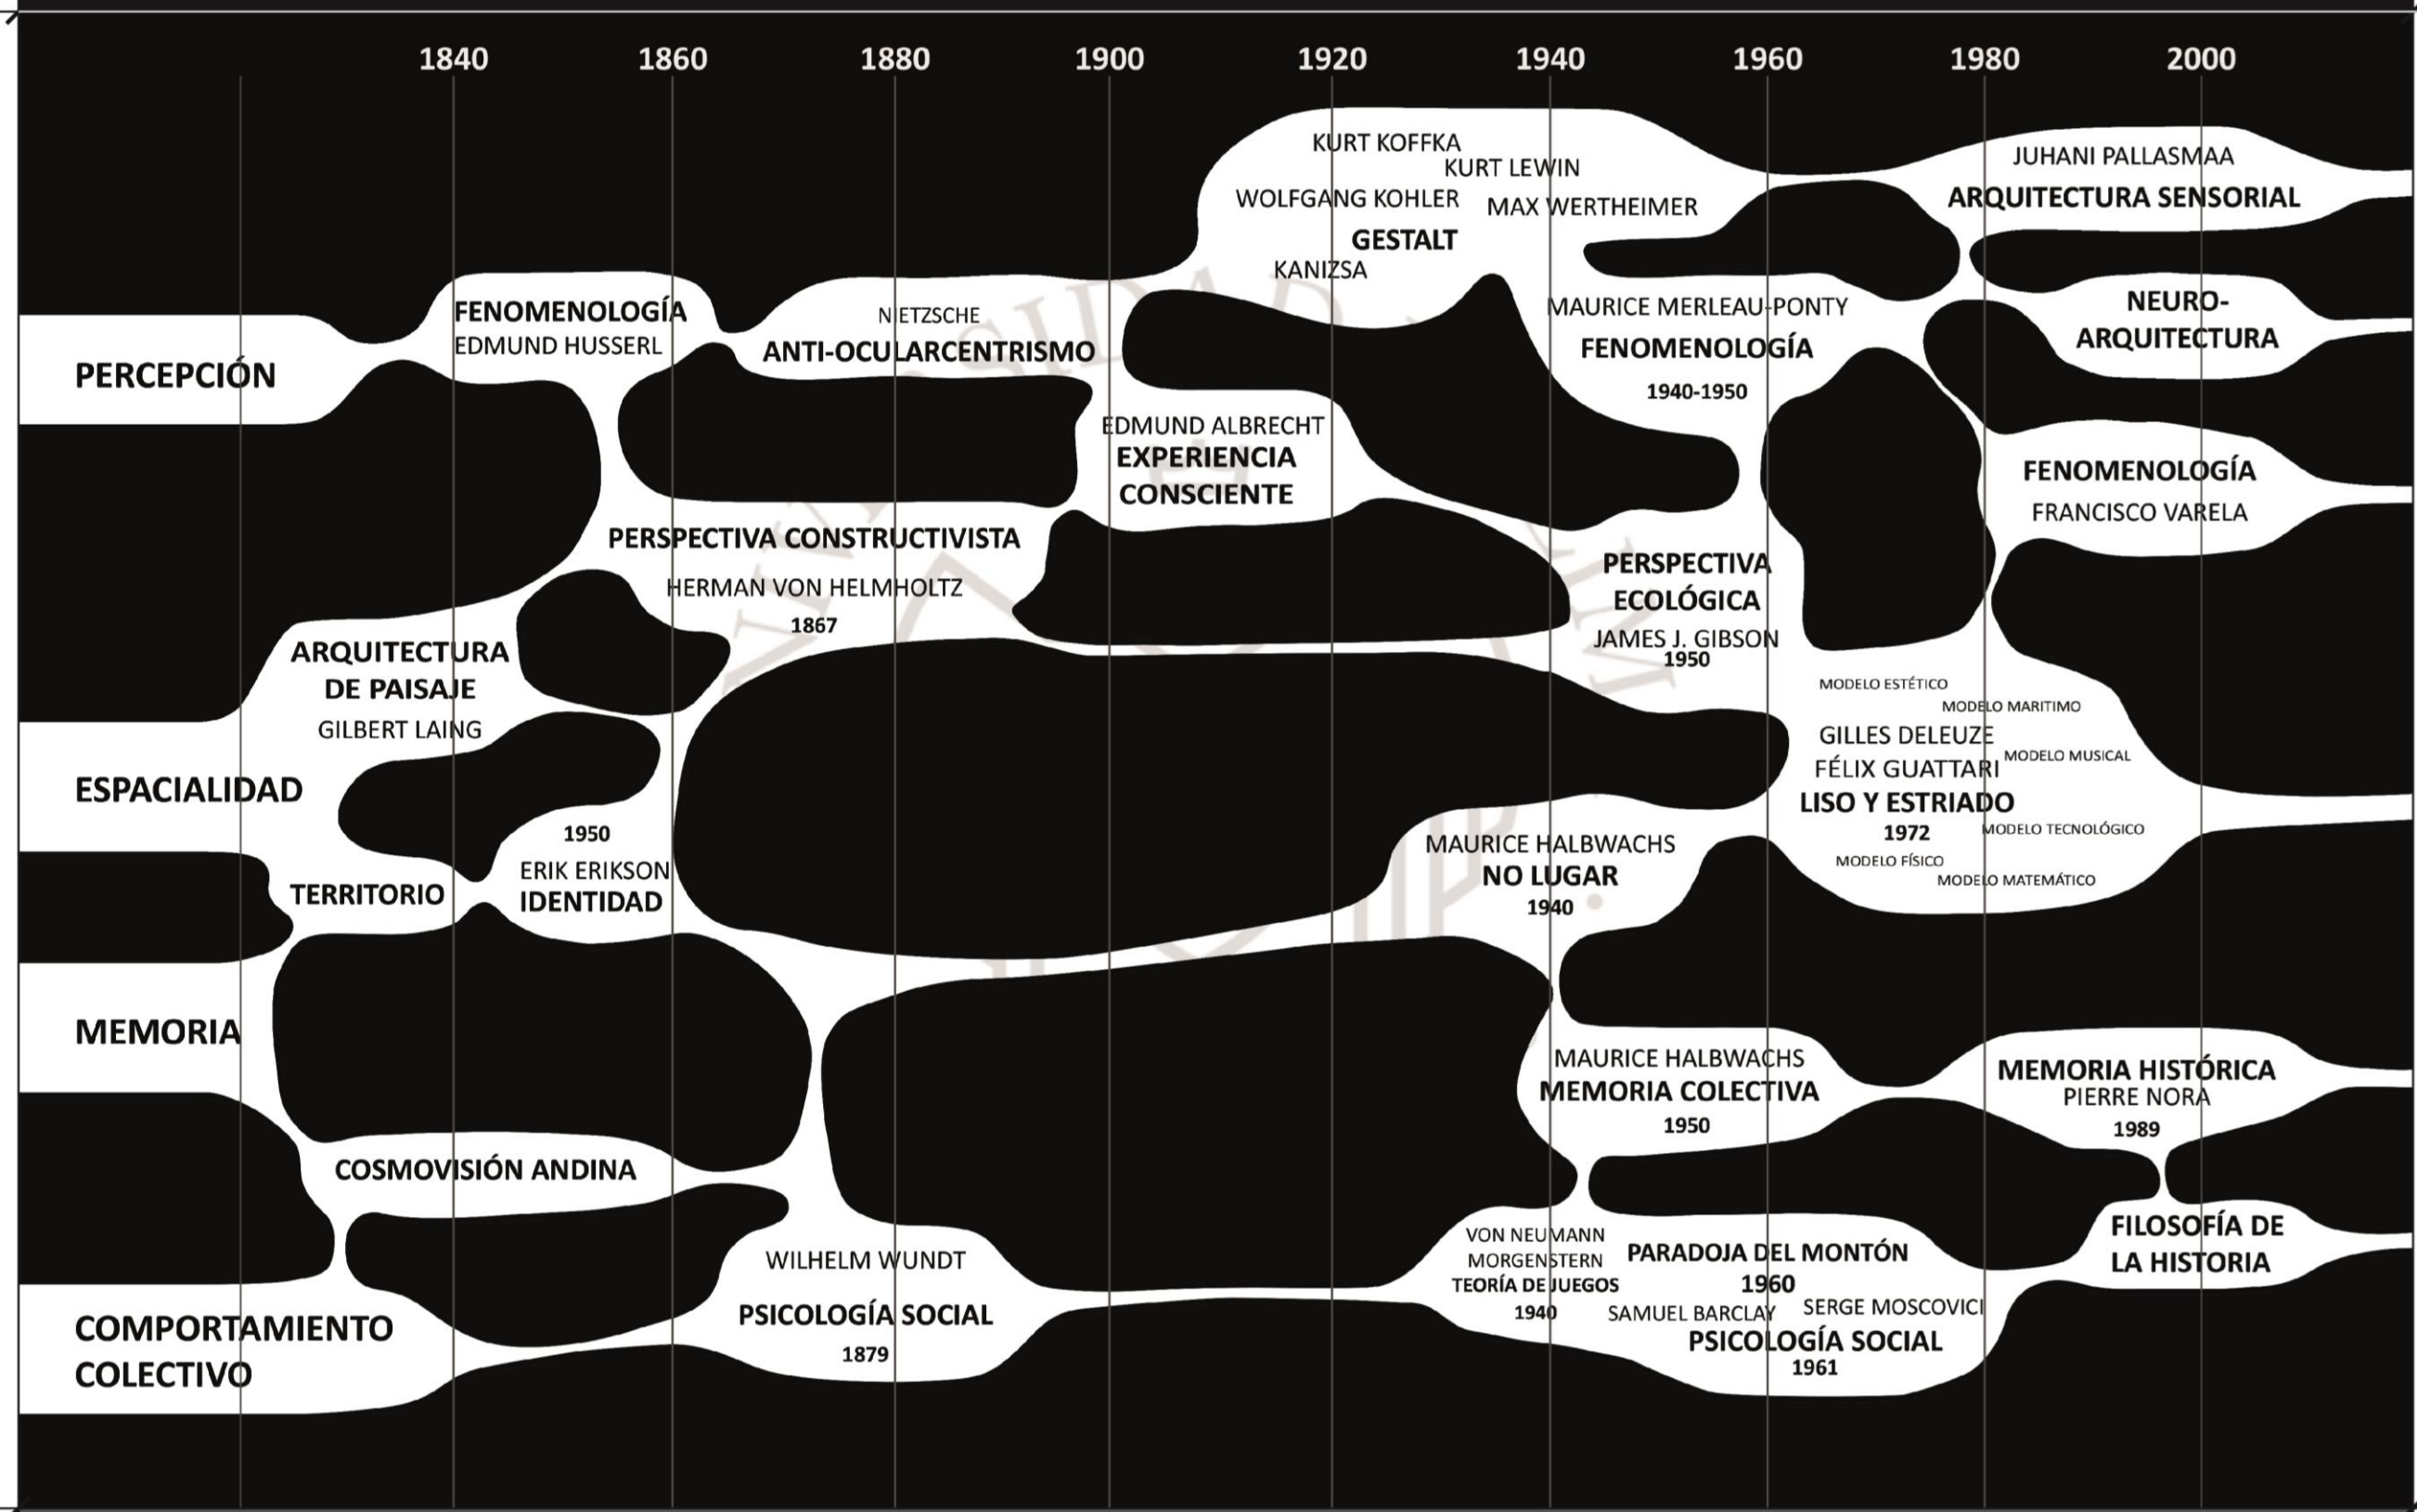 1840 1860 1880 1900 1920 1940 1960 1980 2000
KURT KOFFKA
KURT LEWIN
WOLFGANG KOHLER
MAX WERTHEIMER
GESTALT
KANIZSA
JUHANI PALLASMAA
ARQUITECTURA SENSORIAL
PERCEPCIÓN
FENOMENOLOGÍA
EDMUND HUSSERL
NIETZSCHE
ANTI-OCULARCENTRISMO
MAURICE MERLEAU-PONTY
FENOMENOLOGÍA
1940-1950
NEURO-
ARQUITECTURA
EDMUND ALBRECHT
EXPERIENCIA
CONSCIENTE
FENOMENOLOGÍA
FRANCISCO VARELA
PERSPECTIVA CONSTRUCTIVISTA
HERMAN VON HELMHOLTZ
1867
PERSPECTIVA
ECOLÓGICA
JAMES J. GIBSON
1950
ARQUITECTURA
DE PAISAJE
GILBERT LAING
ESPACIALIDAD
MODELO ESTÉTICO
MODELO MARITIMO
GILLES DELEUZE
MODELO MUSICAL
FÉLIX GUATTARI
LISO Y ESTRIADO
1972
MODELO TECNOLÓGICO
MODELO FÍSICO
MODELO MATEMÁTICO
TERRITORIO
1950
ERIK ERIKSON
IDENTIDAD
MAURICE HALBWACHS
NO LUGAR
1940
MEMORIA
MAURICE HALBWACHS
MEMORIA COLECTIVA
1950
MEMORIA HISTÓRICA
PIERRE NORA
1989
COSMOVISIÓN ANDINA
COMPORTAMIENTO
COLECTIVO
WILHELM WUNDT
PSICOLOGÍA SOCIAL
1879
VON NEUMANN
MORGENSTERN
TEORÍA DE JUEGOS
1940
PARADOJA DEL MONTÓN
1960
SAMUEL BARCLAY
SERGE MOSCOVICI
PSICOLOGÍA SOCIAL
1961
FILOSOFÍA DE
LA HISTORIA